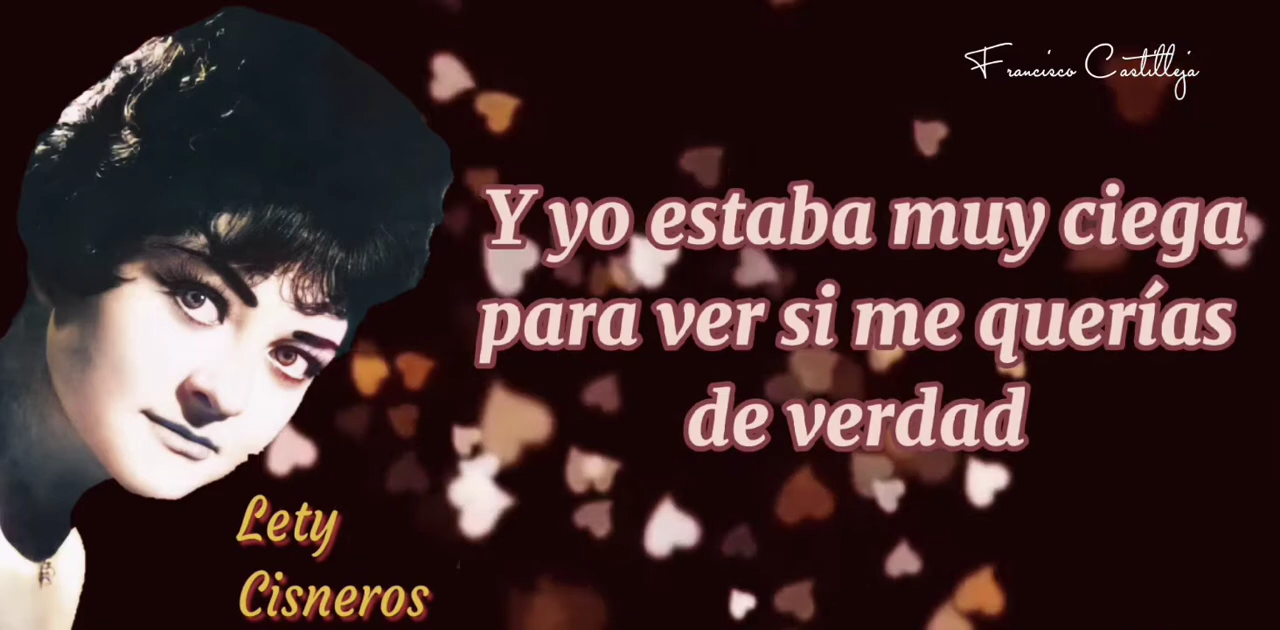 Francisco Castilleja
Y yo estaba muy ciega
para ver si me querías
de verdad
Lety
Cisneros